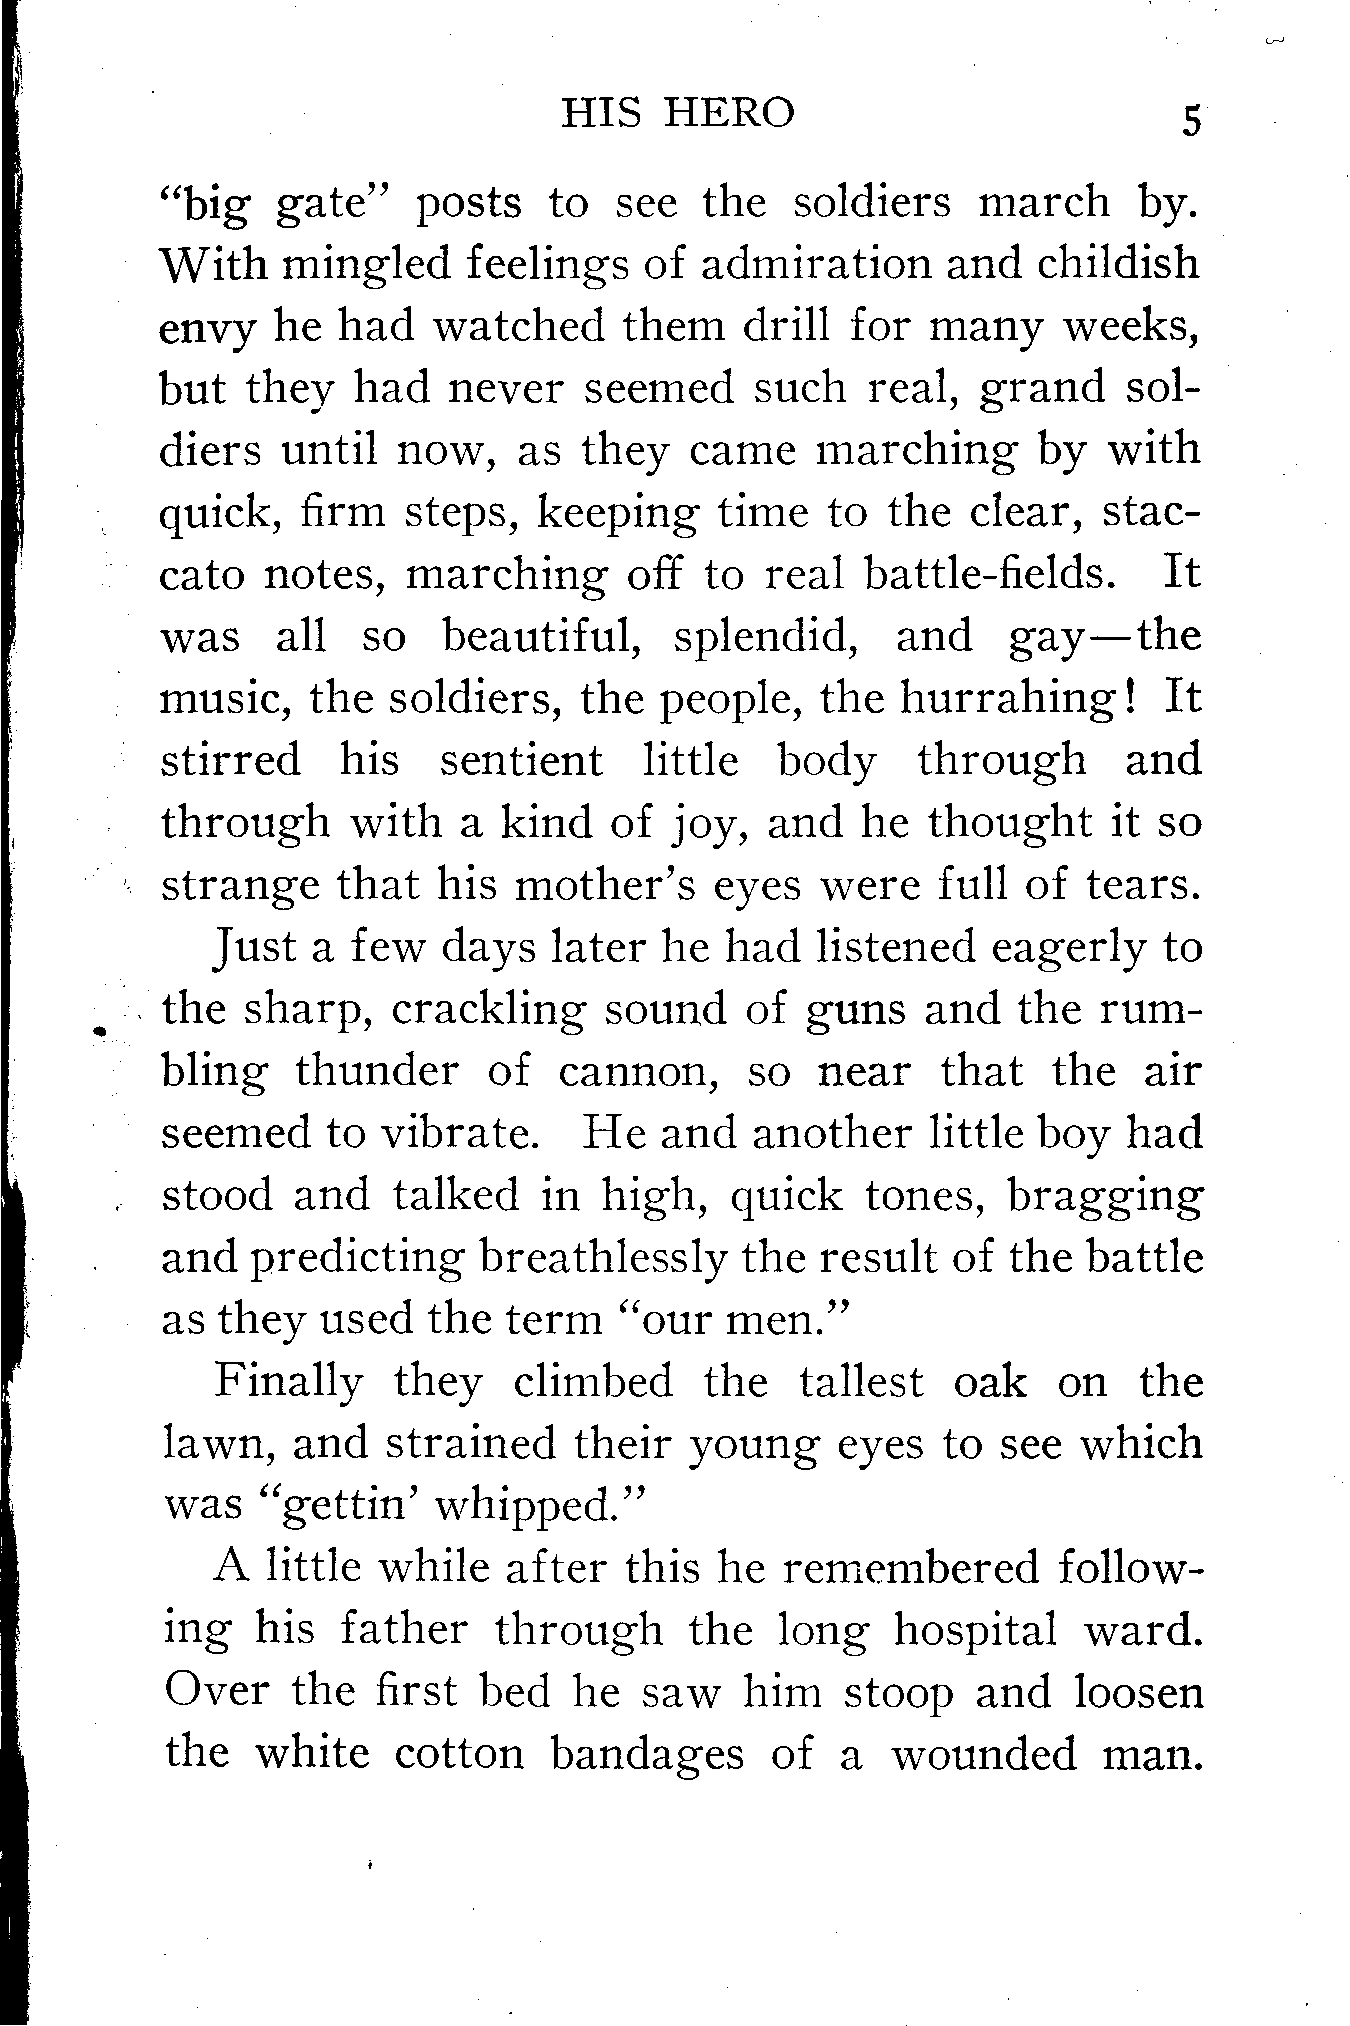 HIS HERO 5
“big gate” posts to see the soldiers march by.
With mingled feelings of admiration and childish
envy he had watched them drill for many weeks,
but they had never seemed such real, grand sol-
diers until now, as they came marching by with
quick, firm steps, keeping time to the clear, stac-
cato notes, marching off to real battle-fields. It
was all so beautiful, splendid, and gay—the
music, the soldiers, the people, the hurrahing! It
stirred his sentient little body through and
through with a kind of joy, and he thought it so
strange that his mother’s eyes were full of tears.
Just a few days later he had listened eagerly to
the sharp, crackling sound of guns and the rum-
bling thunder of cannon, so near that the air
seemed to vibrate. He and another little boy had
stood and talked in high, quick tones, bragging
and predicting breathlessly the result of the battle
as they used the term “our men.”
Finally they climbed the tallest oak on the
lawn, and strained their young eyes to see which
was “gettin’ whipped.”
A little while after this he remembered follow-
ing his father through the long hospital ward.
Over the first bed he saw him stoop and loosen
the white cotton bandages of a wounded man.